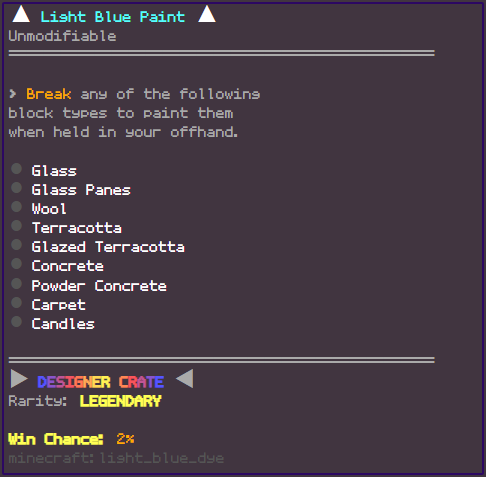 ▲ Light Blue Paint ▲
Unmodifiable
> Break any of the following
block types to paint them
when held in your offhand.
● Glass
● Glass Panes
● Wool
● Terracotta
● Glazed Terracotta
● Concrete
● Powder Concrete
● Carpet
● Candles
▶ DESIGNER CRATE ◀
Rarity: LEGENDARY
Win Chance: 2%
minecraft:light_blue_dye